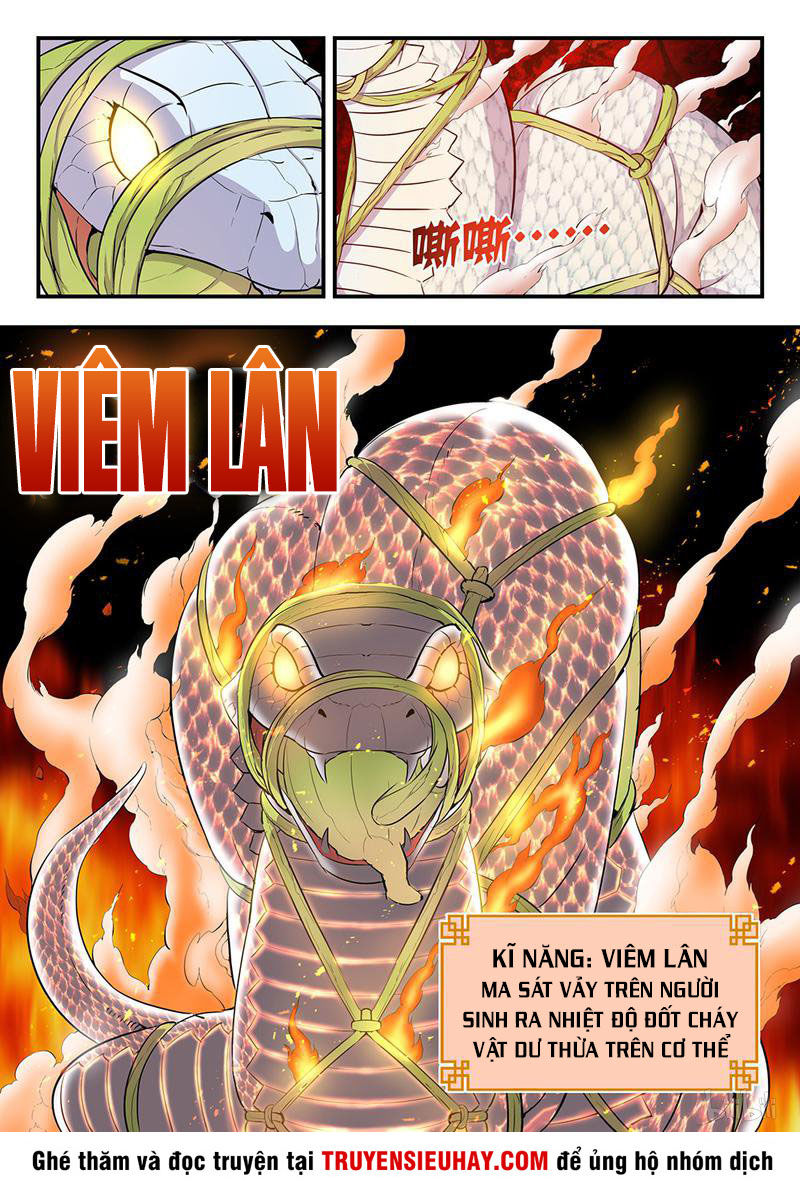 嘶嘶……
VIÊM LÂN
KĨ NĂNG: VIÊM LÂN
MA SÁT VẢY TRÊN NGƯỜI
SINH RA NHIỆT ĐỘ ĐỐT CHÁY
VẬT DƯ THỪA TRÊN CƠ THỂ
Ghé thăm và đọc truyện tại TRUYENSIEUHAY.COM để ủng hộ nhóm dịch